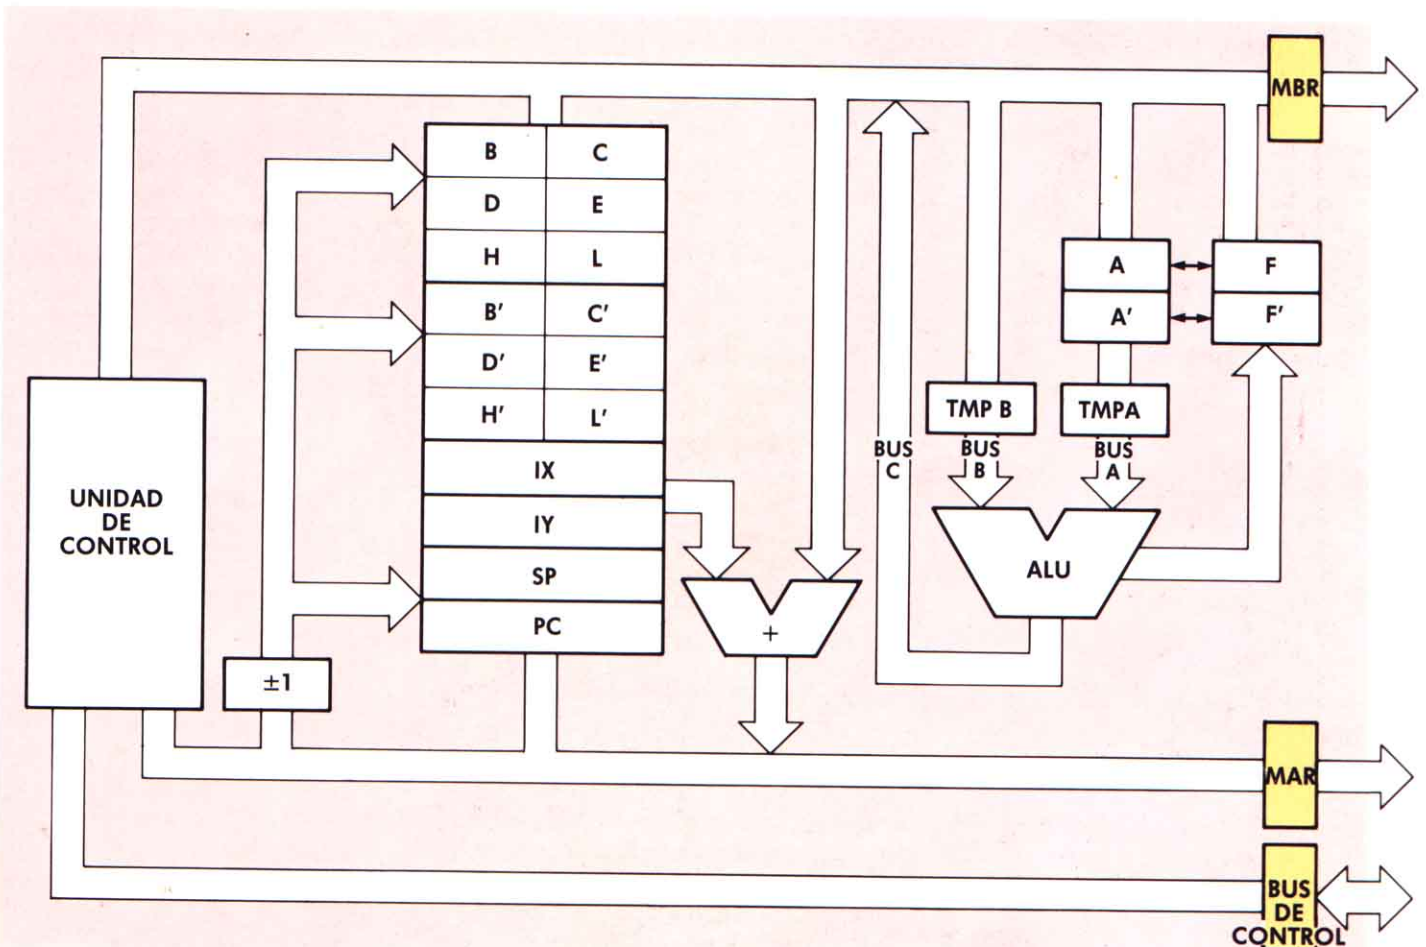 MBR
B C
D E
H L
B′ C′
D′ E′
H′ L′
IX
IY
SP
PC
A F
A′ F′
TMP B TMPA
BUS
C
BUS
B
BUS
A
UNIDAD
DE
CONTROL
ALU
+
±1
MAR
BUS
DE
CONTROL